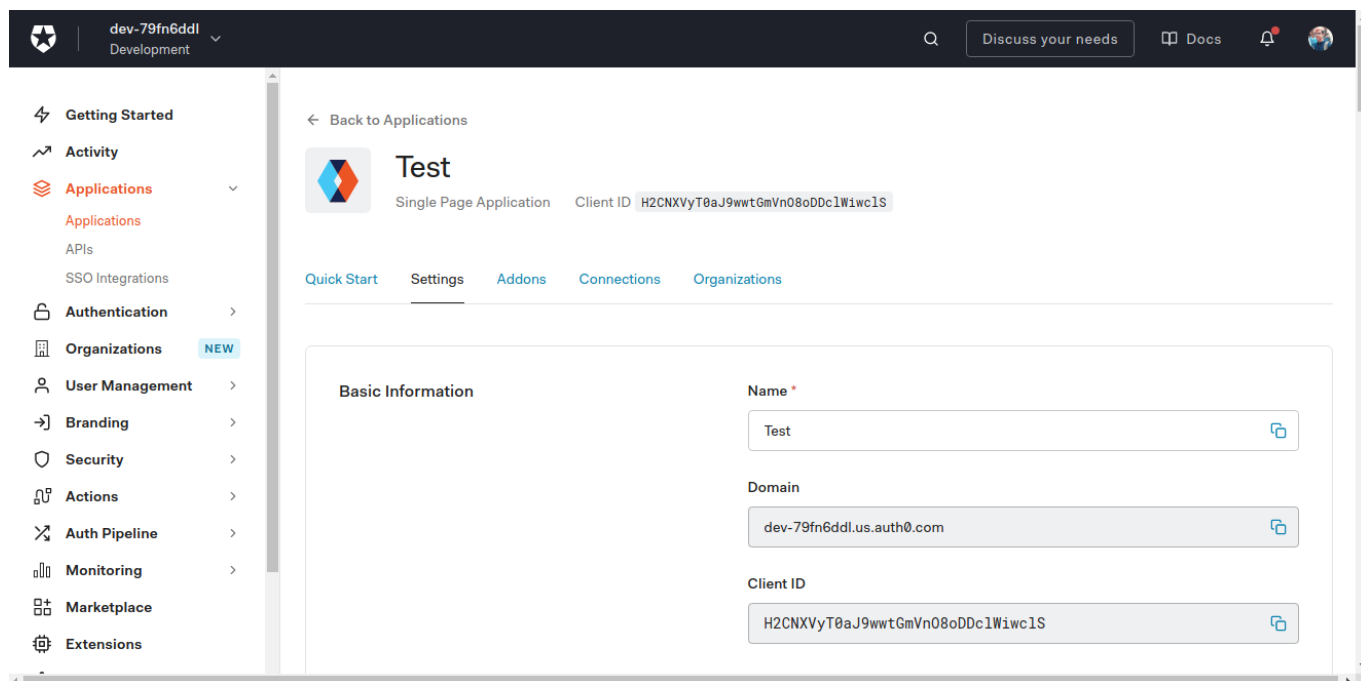 dev-79fn6ddl
Development
Discuss your needs
Docs
Getting Started
Activity
Applications
Applications
APIs
SSO Integrations
Authentication
Organizations NEW
User Management
Branding
Security
Actions
Auth Pipeline
Monitoring
Marketplace
Extensions
Back to Applications
Test
Single Page Application Client ID H2CNXVyT0aJ9wwtGmVnO8oDDclWiwclS
Quick Start Settings Addons Connections Organizations
Basic Information
Name *
Test
Domain
dev-79fn6ddl.us.auth0.com
Client ID
H2CNXVyT0aJ9wwtGmVnO8oDDclWiwclS